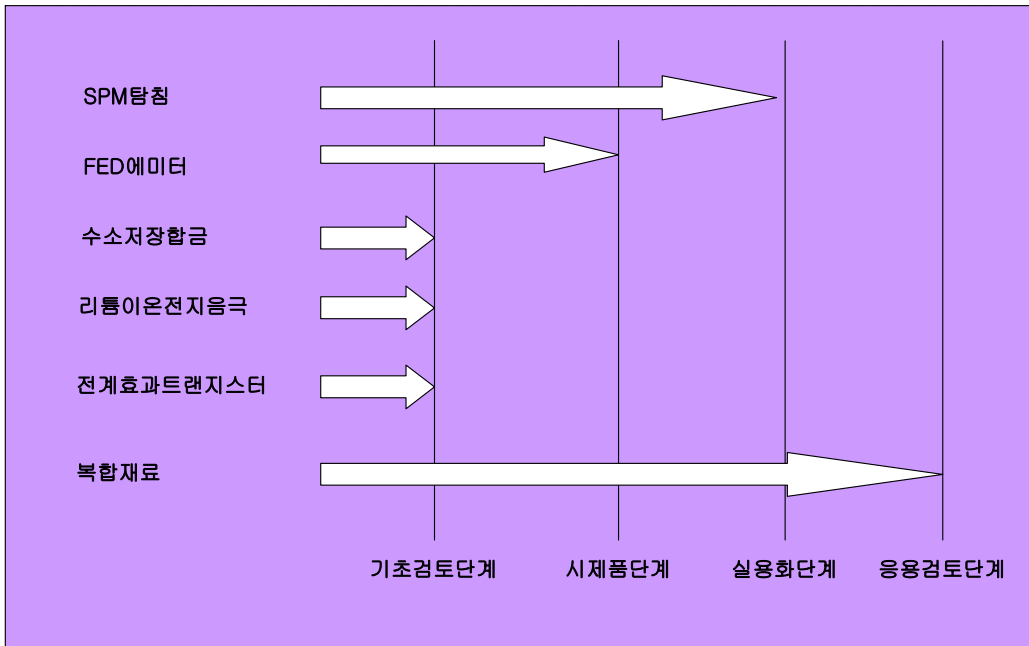 SPM탐침
FED에미터
수소저장합금
리튬이온전지음극
전계효과트랜지스터
복합재료
기초검토단계
시제품단계
실용화단계
응용검토단계